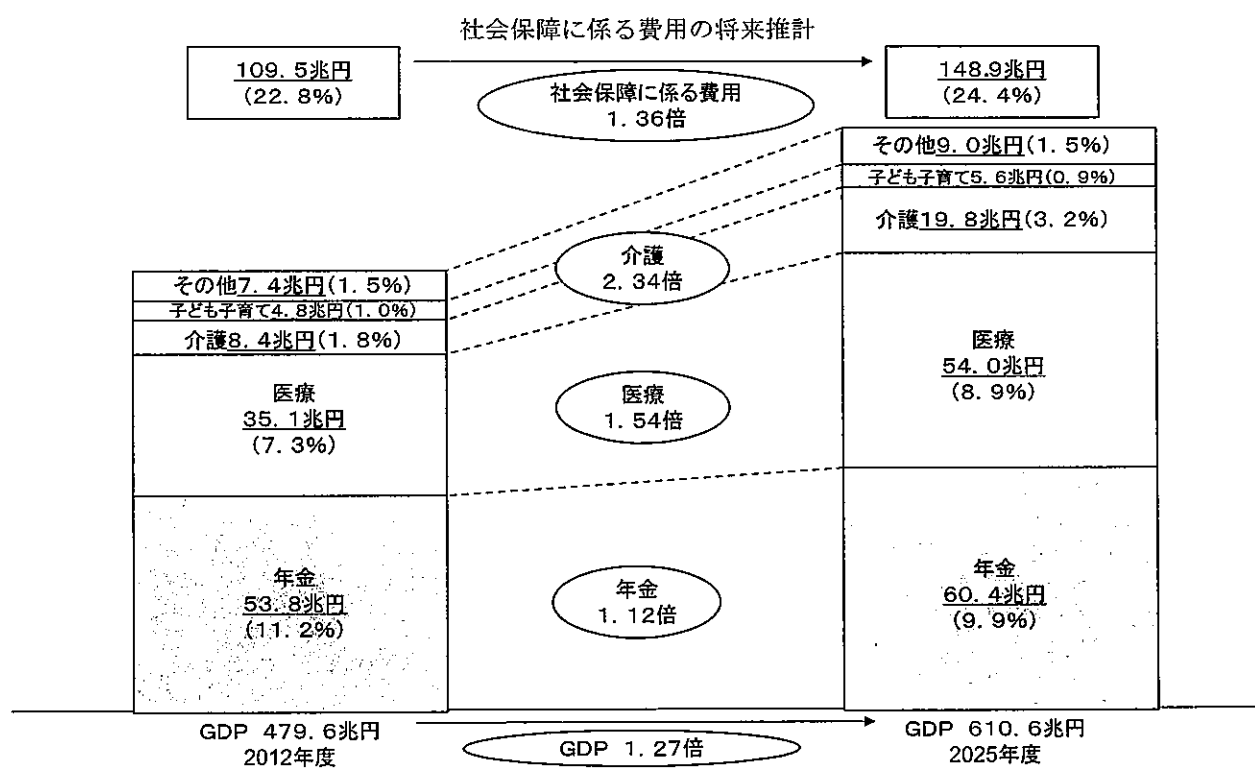 社会保障に係る費用の将来推計
109. 5兆円
(22. 8%)
社会保障に係る費用
1. 36倍
148.9兆円
(24. 4%)
その他9. 0兆円(1. 5%)
子ども子育て5. 6兆円(0. 9%)
介護19. 8兆円(3. 2%)
医療
54. 0兆円
(8. 9%)
年金
60. 4兆円
(9. 9%)
介護
2. 34倍
医療
1. 54倍
年金
1. 12倍
その他7. 4兆円(1. 5%)
子ども子育て4. 8兆円(1. 0%)
介護8. 4兆円(1. 8%)
医療
35. 1兆円
(7. 3%)
年金
53. 8兆円
(11. 2%)
GDP 479. 6兆円
2012年度
GDP 1. 27倍
GDP 610. 6兆円
2025年度